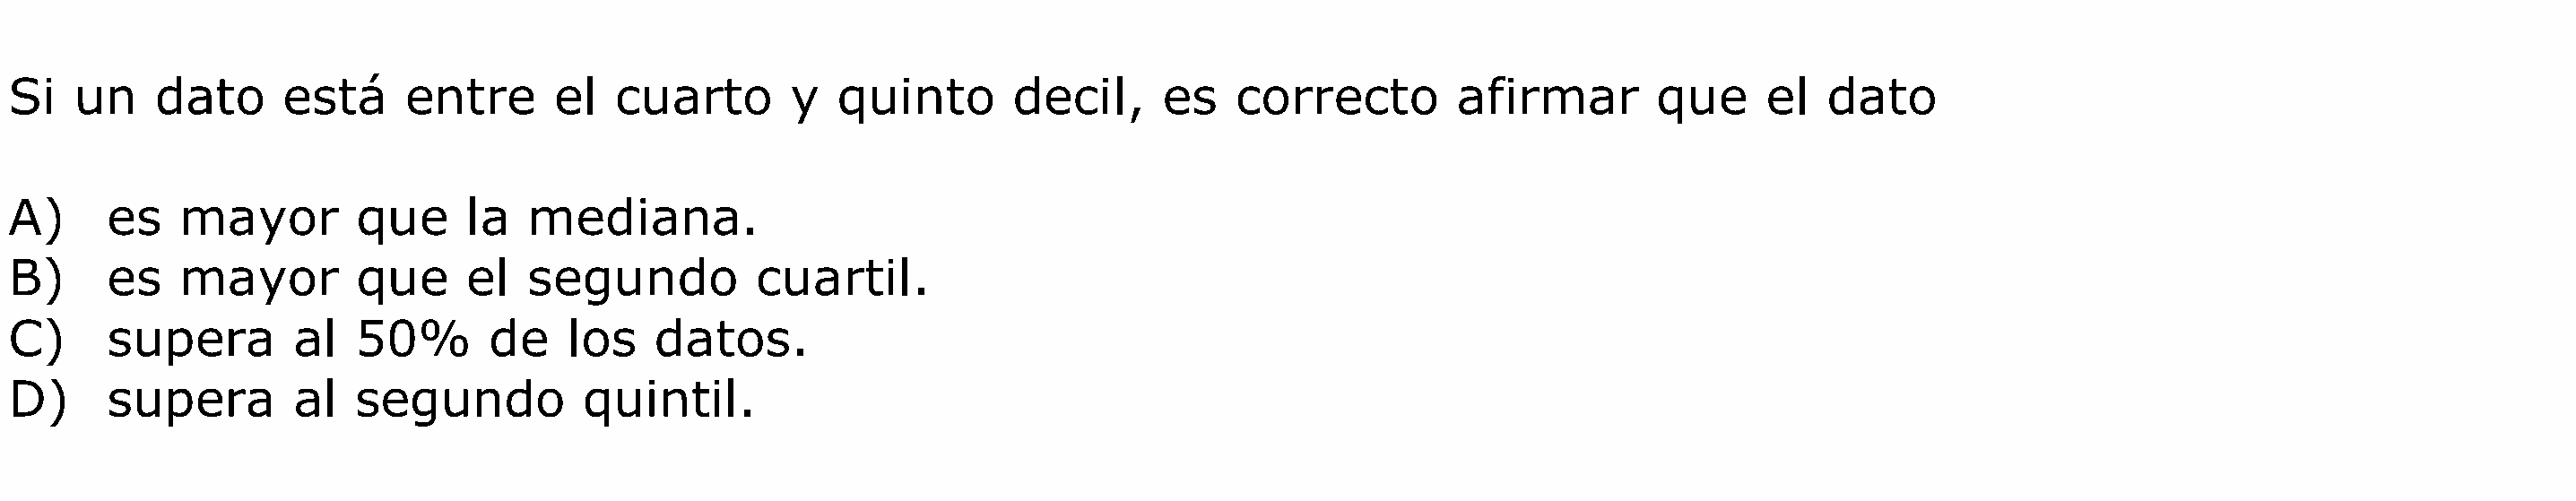 Si un dato está entre el cuarto y quinto decil, es correcto afirmar que el dato
A) es mayor que la mediana.
B) es mayor que el segundo cuartil.
C) supera al 50% de los datos.
D) supera al segundo quintil.